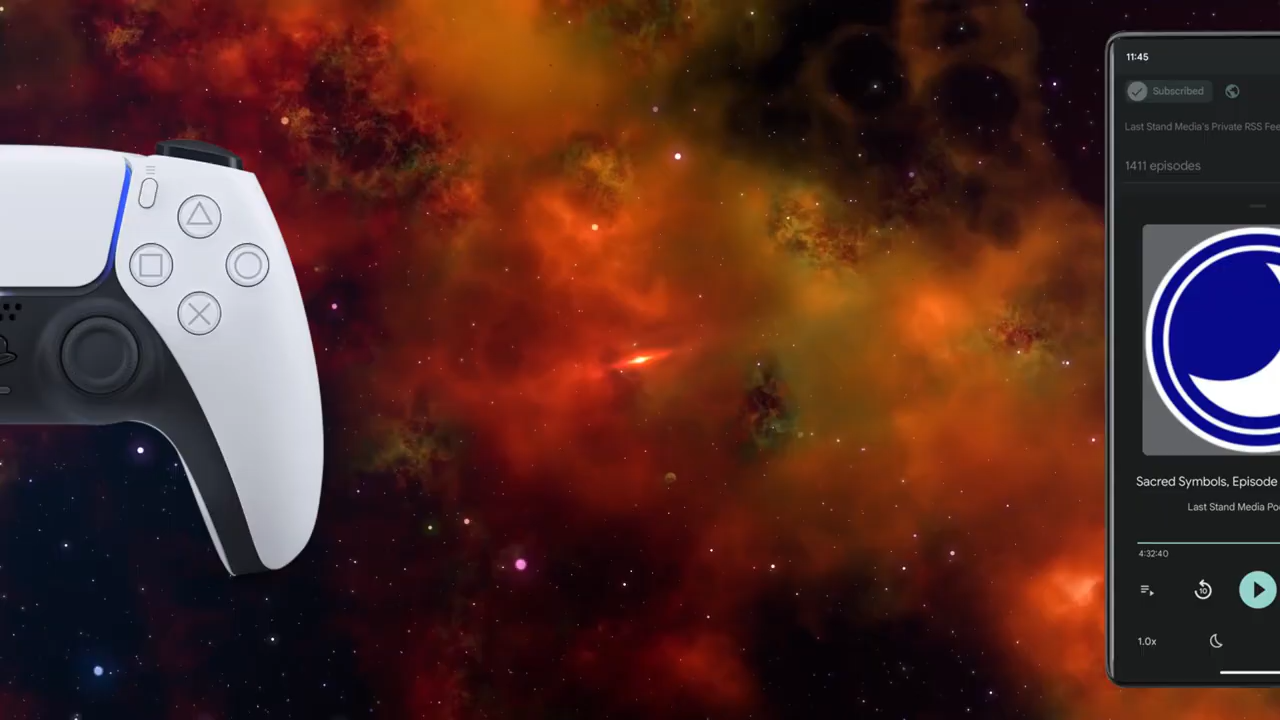 11:45
Subscribed
Last Stand Media's Private RSS Fee
1411 episodes
Sacred Symbols, Episode
Last Stand Media Po
4:32:40
10
1.0x